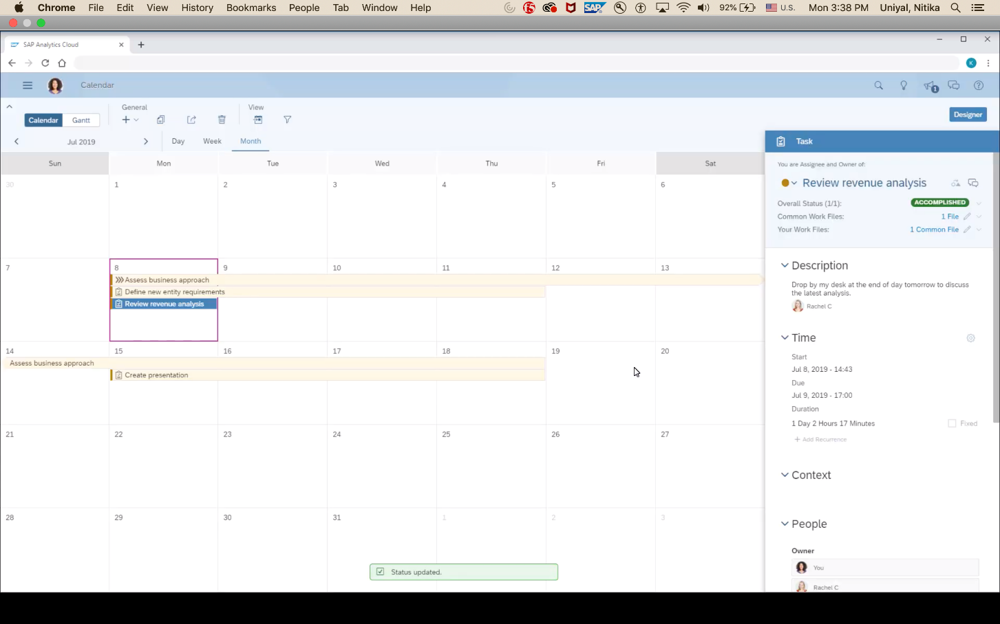 Chrome File Edit View History Bookmarks People Tab Window Help SAP 92% U.S. Mon 3:38 PM Uniyal, Nitika
SAP Analytics Cloud
K
Calendar
1
General
View
Calendar Gantt
Designer
Jul 2019 Day Week Month
Task
Sun Mon Tue Wed Thu Fri Sat
You are Assignee and Owner of:
Review revenue analysis
Overall Status (1/1): ACCOMPLISHED
Common Work Files: 1 File
Your Work Files: 1 Common File
30 1 2 3 4 5 6
7 8 9 10 11 12 13
Assess business approach
Define new entity requirements
Review revenue analysis
14 15 16 17 18 19 20
Assess business approach
Create presentation
21 22 23 24 25 26 27
28 29 30 31 1 2 3
Status updated.
Description
Drop by my desk at the end of day tomorrow to discuss
the latest analysis.
Rachel C
Time
Start
Jul 8, 2019 - 14:43
Due
Jul 9, 2019 - 17:00
Duration
1 Day 2 Hours 17 Minutes Fixed
+ Add Recurrence
Context
People
Owner
You
Rachel C